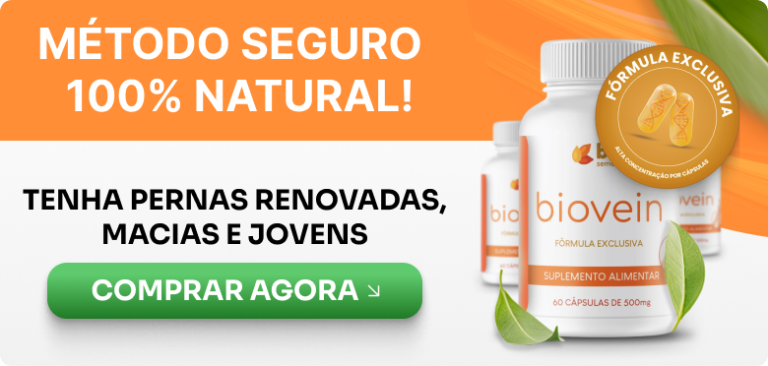 MÉTODO SEGURO
100% NATURAL!
TENHA PERNAS RENOVADAS,
MACIAS E JOVENS
COMPRAR AGORA
FÓRMULA EXCLUSIVA
ALTA CONCENTRAÇÃO POR CÁPSULAS
biovein
FÓRMULA EXCLUSIVA
SUPLEMENTO ALIMENTAR
60 CÁPSULAS DE 500mg